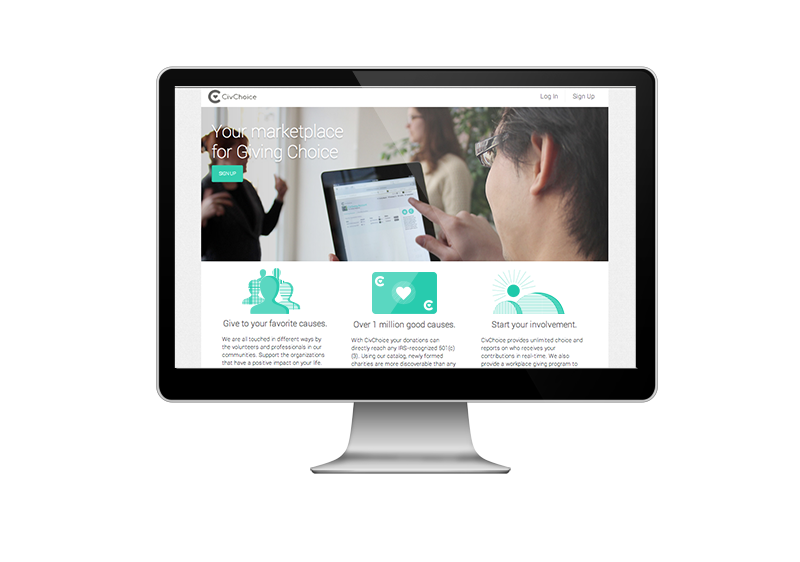 CivChoice
Log In
Sign Up
Your marketplace
for Giving Choice
SIGN UP
Give to your favorite causes.
We are all touched in different ways by
the volunteers and professionals in our
communities. Support the organizations
that have a positive impact on your life.
Over 1 million good causes.
With CivChoice your donations can
directly reach any IRS-recognized 501(c)
(3). Using our catalog, newly formed
charities are more discoverable than any
Start your involvement.
CivChoice provides unlimited choice and
reports on who receives your
contributions in real-time. We also
provide a workplace giving program to